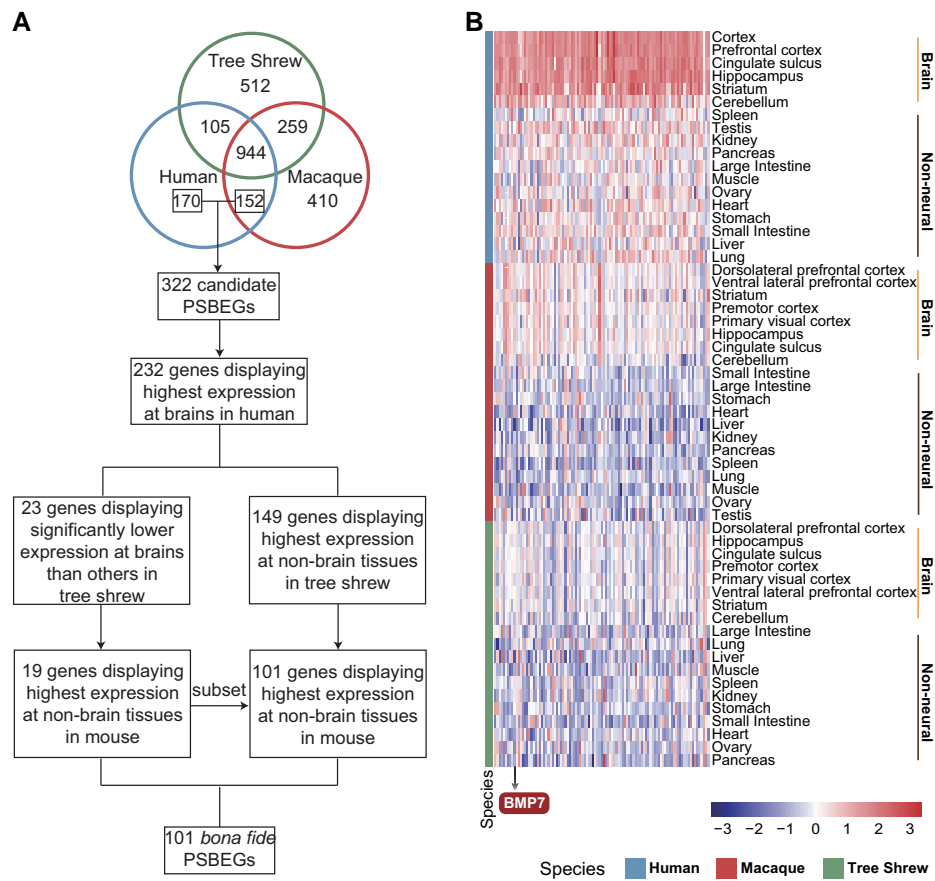 A
Tree Shrew
512
105
259
944
Human
Macaque
170
152
410
322 candidate
PSBEGs
232 genes displaying
highest expression
at brains in human
23 genes displaying
significantly lower
expression at brains
than others in
tree shrew
149 genes displaying
highest expression
at non-brain tissues
in tree shrew
19 genes displaying
highest expression
at non-brain tissues
in mouse
subset
101 genes displaying
highest expression
at non-brain tissues
in mouse
101 bona fide
PSBEGs
B
Cortex
Prefrontal cortex
Cingulate sulcus
Hippocampus
Striatum
Cerebellum
Spleen
Testis
Kidney
Pancreas
Large Intestine
Muscle
Ovary
Heart
Stomach
Small Intestine
Liver
Lung
Dorsolateral prefrontal cortex
Ventral lateral prefrontal cortex
Striatum
Premotor cortex
Primary visual cortex
Hippocampus
Cingulate sulcus
Cerebellum
Small Intestine
Large Intestine
Stomach
Heart
Liver
Kidney
Pancreas
Spleen
Lung
Muscle
Ovary
Testis
Dorsolateral prefrontal cortex
Hippocampus
Cingulate sulcus
Premotor cortex
Primary visual cortex
Ventral lateral prefrontal cortex
Striatum
Cerebellum
Large Intestine
Lung
Liver
Muscle
Spleen
Kidney
Stomach
Small Intestine
Heart
Ovary
Pancreas
Brain
Non-neural
Brain
Non-neural
Brain
Non-neural
Species
BMP7
−3 −2 −1 0 1 2 3
Species Human Macaque Tree Shrew